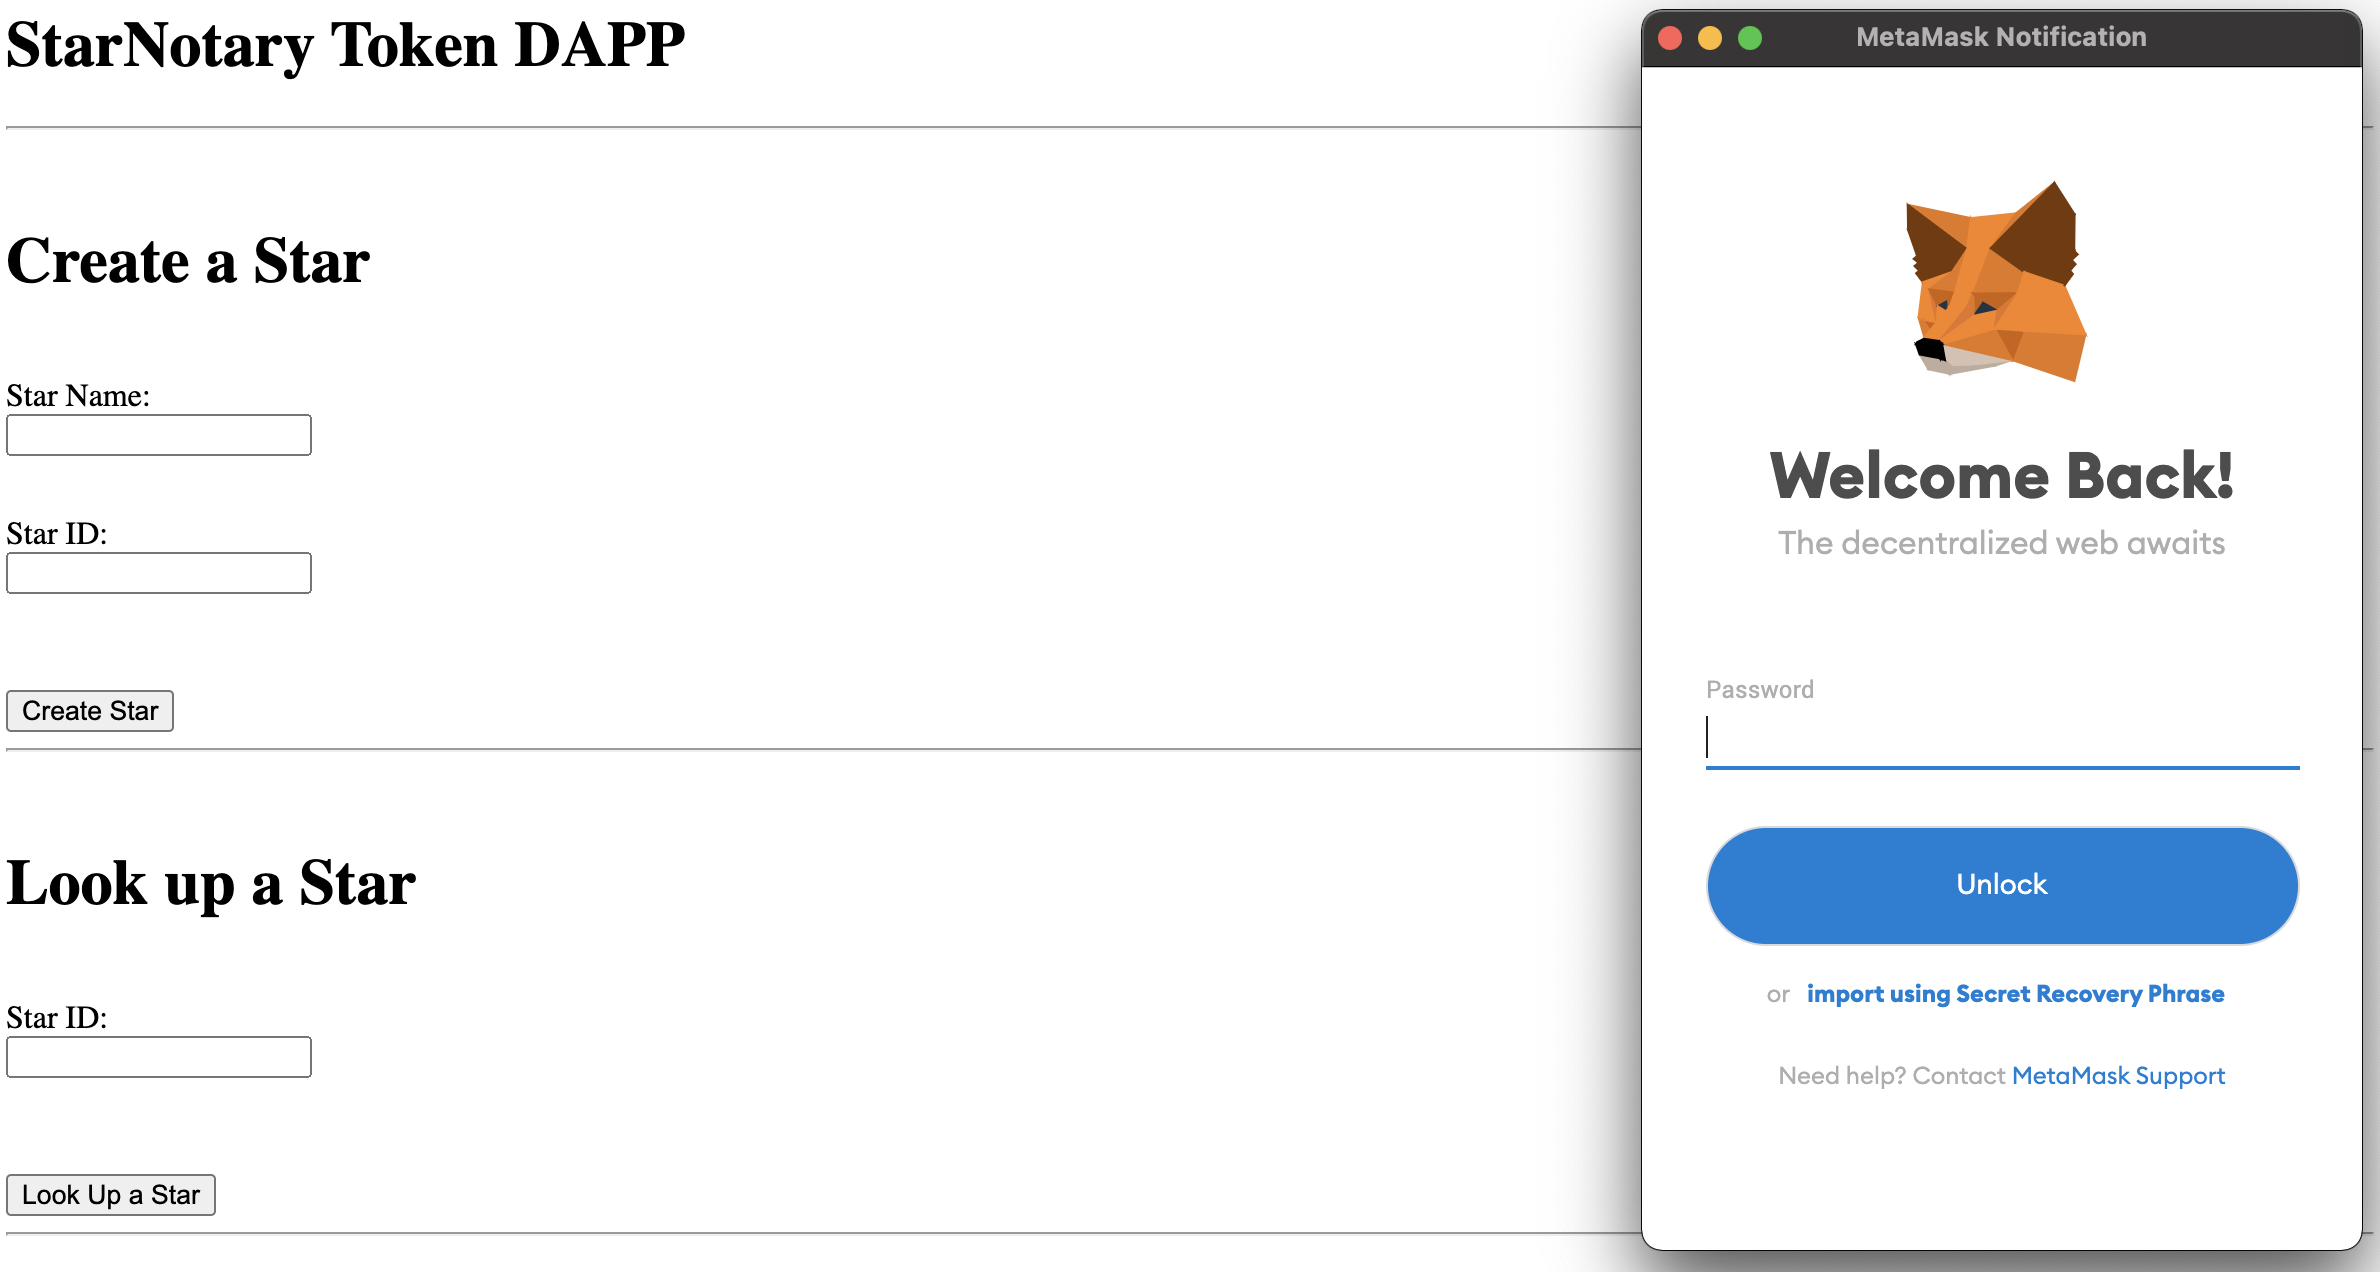 StarNotary Token DAPP
Create a Star
Star Name:
Star ID:
Create Star
Look up a Star
Star ID:
Look Up a Star
MetaMask Notification
Welcome Back!
The decentralized web awaits
Password
Unlock
or import using Secret Recovery Phrase
Need help? Contact MetaMask Support